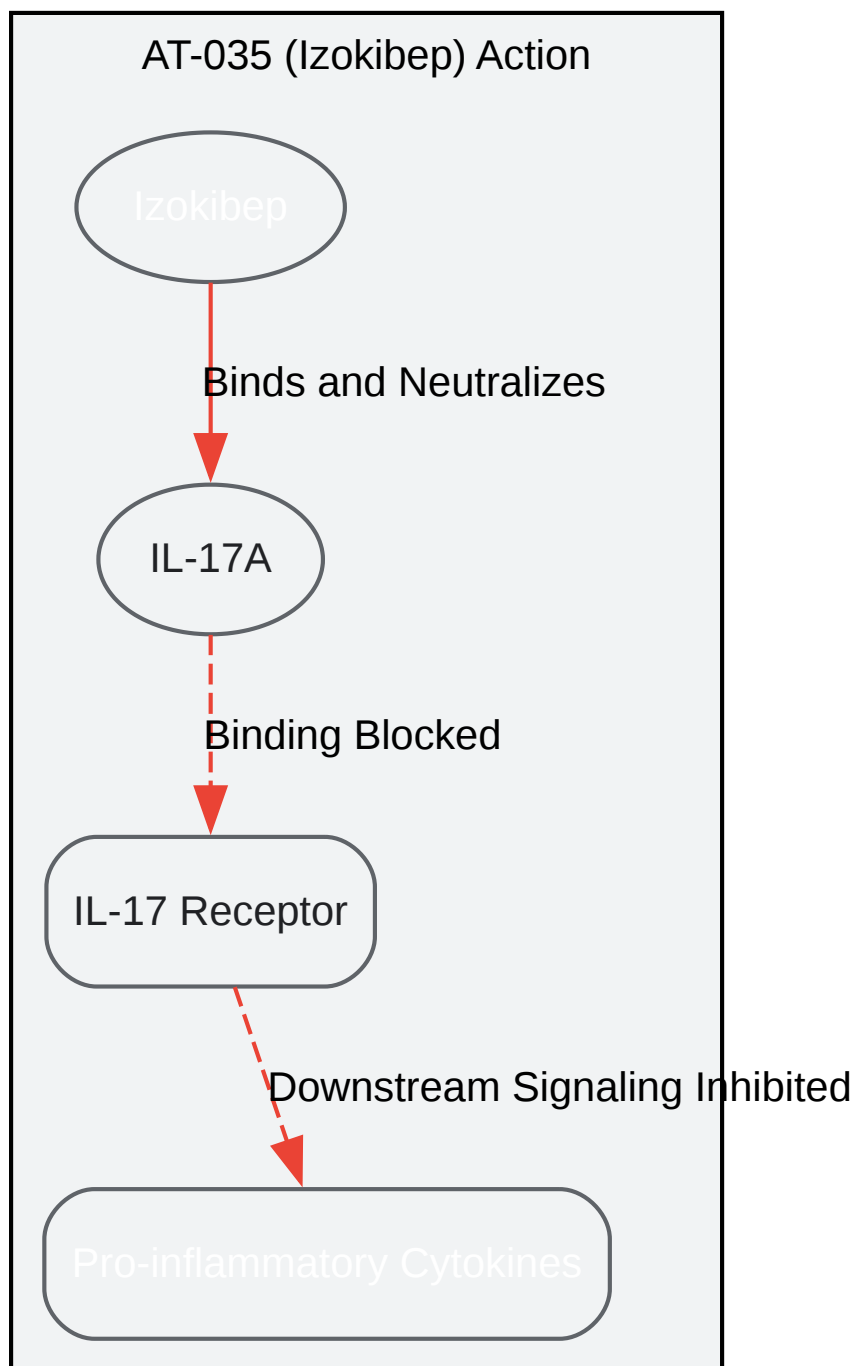 AT-035 (Izokibep) Action
Izokibep
Binds and Neutralizes
IL-17A
Binding Blocked
IL-17 Receptor
Downstream Signaling Inhibited
Pro-inflammatory Cytokines